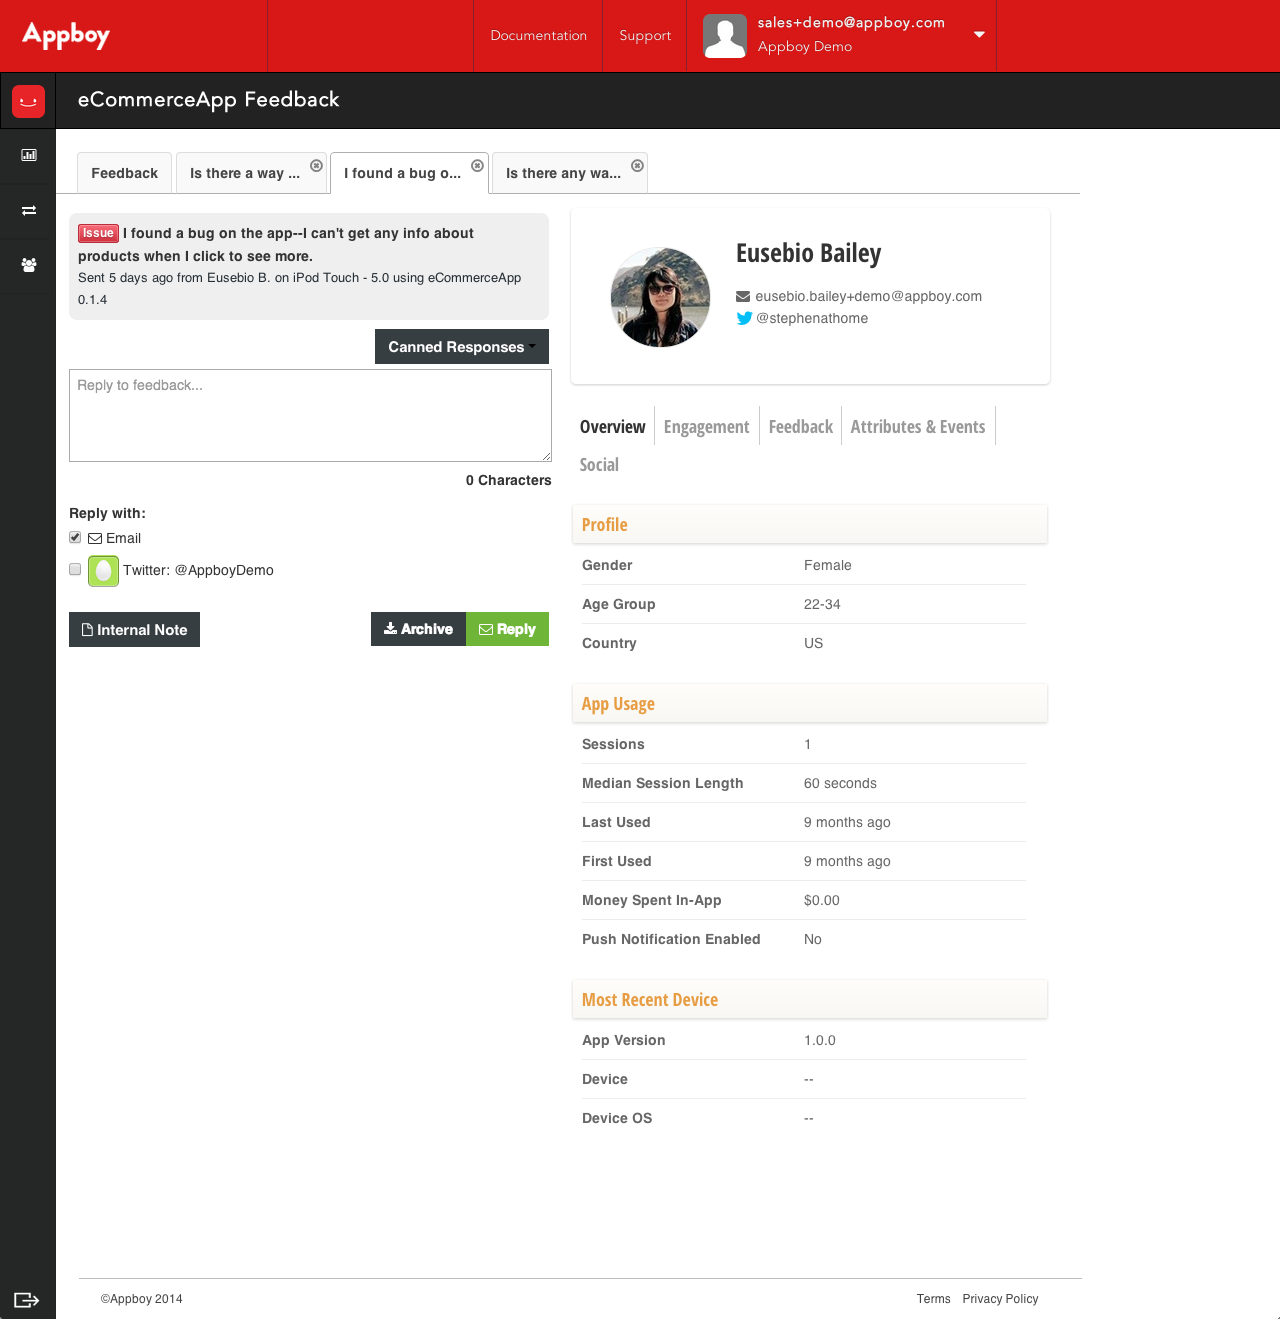 Appboy
Documentation
Support
sales+demo@appboy.com
Appboy Demo
eCommerceApp Feedback
Feedback
Is there a way ...
I found a bug o...
Is there any wa...
Issue I found a bug on the app--I can't get any info about
products when I click to see more.
Sent 5 days ago from Eusebio B. on iPod Touch - 5.0 using eCommerceApp
0.1.4
Canned Responses
Reply to feedback...
0 Characters
Reply with:
Email
Twitter: @AppboyDemo
Internal Note
Archive
Reply
Eusebio Bailey
eusebio.bailey+demo@appboy.com
@stephenathome
Overview
Engagement
Feedback
Attributes & Events
Social
Profile
Gender Female
Age Group 22-34
Country US
App Usage
Sessions 1
Median Session Length 60 seconds
Last Used 9 months ago
First Used 9 months ago
Money Spent In-App $0.00
Push Notification Enabled No
Most Recent Device
App Version 1.0.0
Device --
Device OS --
©Appboy 2014
Terms Privacy Policy